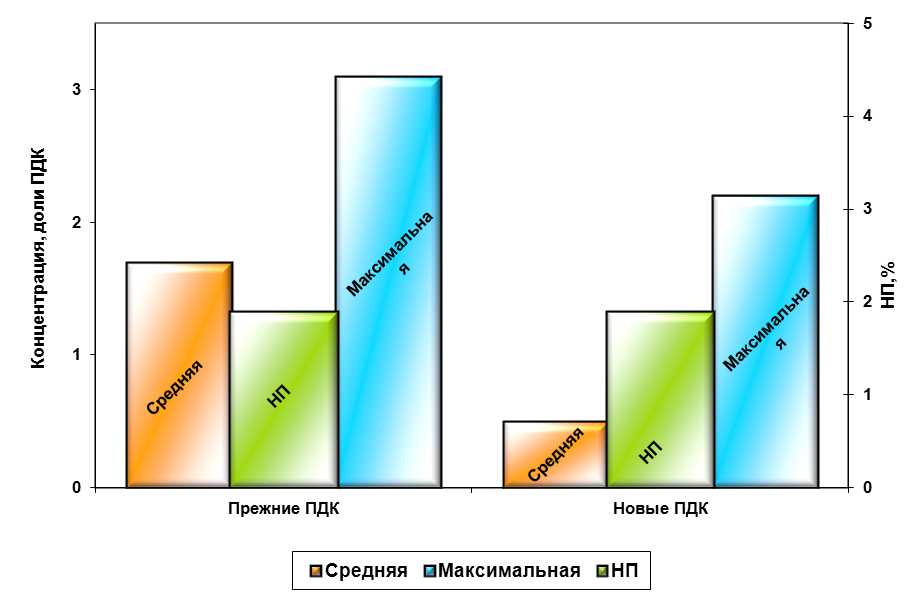 5
3
4
3
2
2
1
1
0
0
Концентрация, доли ПДК
НП,%
Средняя
НП
Максимальна
я
Средняя
НП
Максимальна
я
Прежние ПДК
Новые ПДК
Средняя Максимальная НП